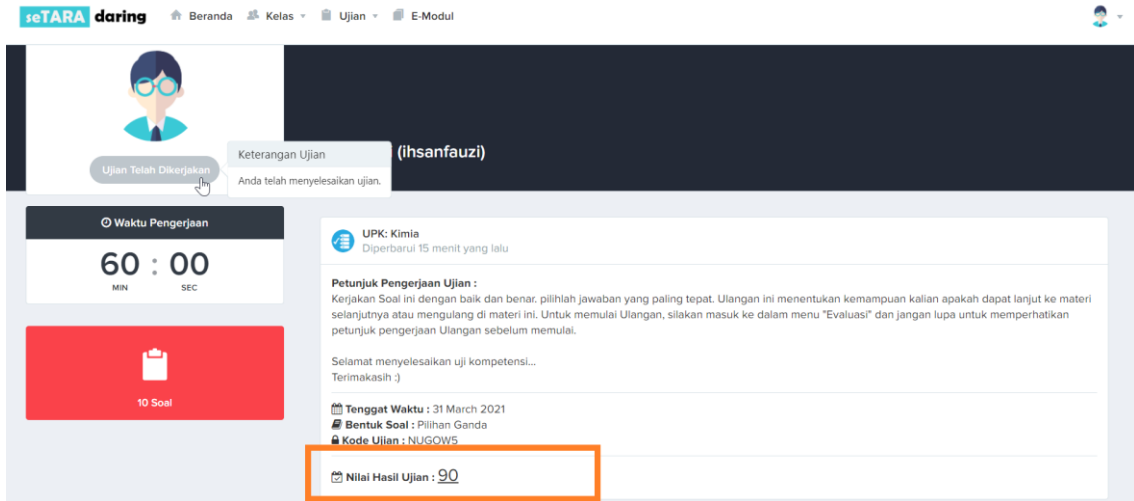 seTARA daring Beranda Kelas Ujian E-Modul
(ihsanfauzi)
Ujian Telah Dikerjakan
Keterangan Ujian
Anda telah menyelesaikan ujian.
Waktu Pengerjaan
60 : 00
MIN SEC
10 Soal
UPK: Kimia
Diperbarui 15 menit yang lalu
Petunjuk Pengerjaan Ujian :
Kerjakan Soal ini dengan baik dan benar. pilihlah jawaban yang paling tepat. Ulangan ini menentukan kemampuan kalian apakah dapat lanjut ke materi
selanjutnya atau mengulang di materi ini. Untuk memulai Ulangan, silakan masuk ke dalam menu "Evaluasi" dan jangan lupa untuk memperhatikan
petunjuk pengerjaan Ulangan sebelum memulai.
Selamat menyelesaikan uji kompetensi...
Terimakasih :)
Tenggat Waktu : 31 March 2021
Bentuk Soal : Pilihan Ganda
Kode Ujian : NUGOW5
Nilai Hasil Ujian : 90